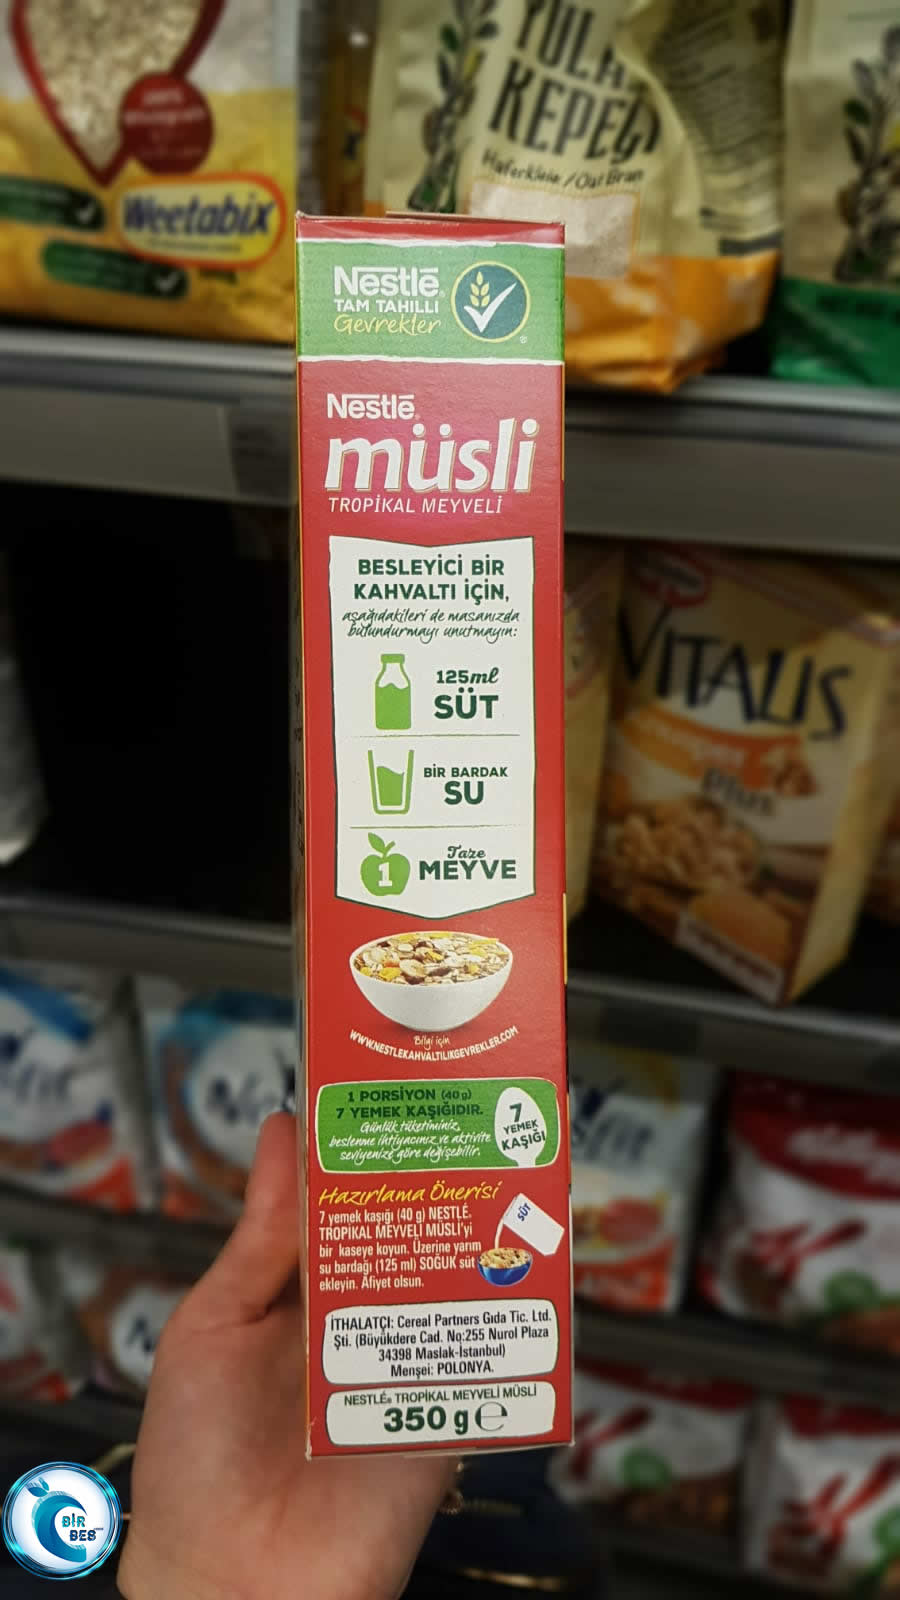 YULAF
KEPEĞİ
Haferkleie / Oat Bran
Weetabix
Nestlé
TAM TAHILLI
Gevrekler
Nestlé
müsli
TROPİKAL MEYVELİ
BESLEYİCİ BİR
KAHVALTI İÇİN,
aşağıdakileri de masanızda
bulundurmayı unutmayın:
125ml
SÜT
BİR BARDAK
SU
1
Taze
MEYVE
VITALIS
Plus
Bilgi için
WWW.NESTLEKAHVALTILIKGEVREKLER.COM
1 PORSİYON (40 g)
7 YEMEK KAŞIĞIDIR.
Günlük tüketiminiz,
beslenme ihtiyacınız ve aktivite
seviyenize göre değişebilir.
7
YEMEK
KAŞIĞI
Hazırlama Önerisi
7 yemek kaşığı (40 g) NESTLÉ®
TROPIKAL MEYVELİ MÜSLİ'yi
bir kaseye koyun. Üzerine yarım
su bardağı (125 ml) SOĞUK süt
ekleyin. Afiyet olsun.
SÜT
İTHALATÇI: Cereal Partners Gıda Tic. Ltd.
Şti. (Büyükdere Cad. No:255 Nurol Plaza
34398 Maslak-İstanbul)
Menşei: POLONYA.
NESTLÉ® TROPİKAL MEYVELİ MÜSLİ
350 g ℮
BİR
BES